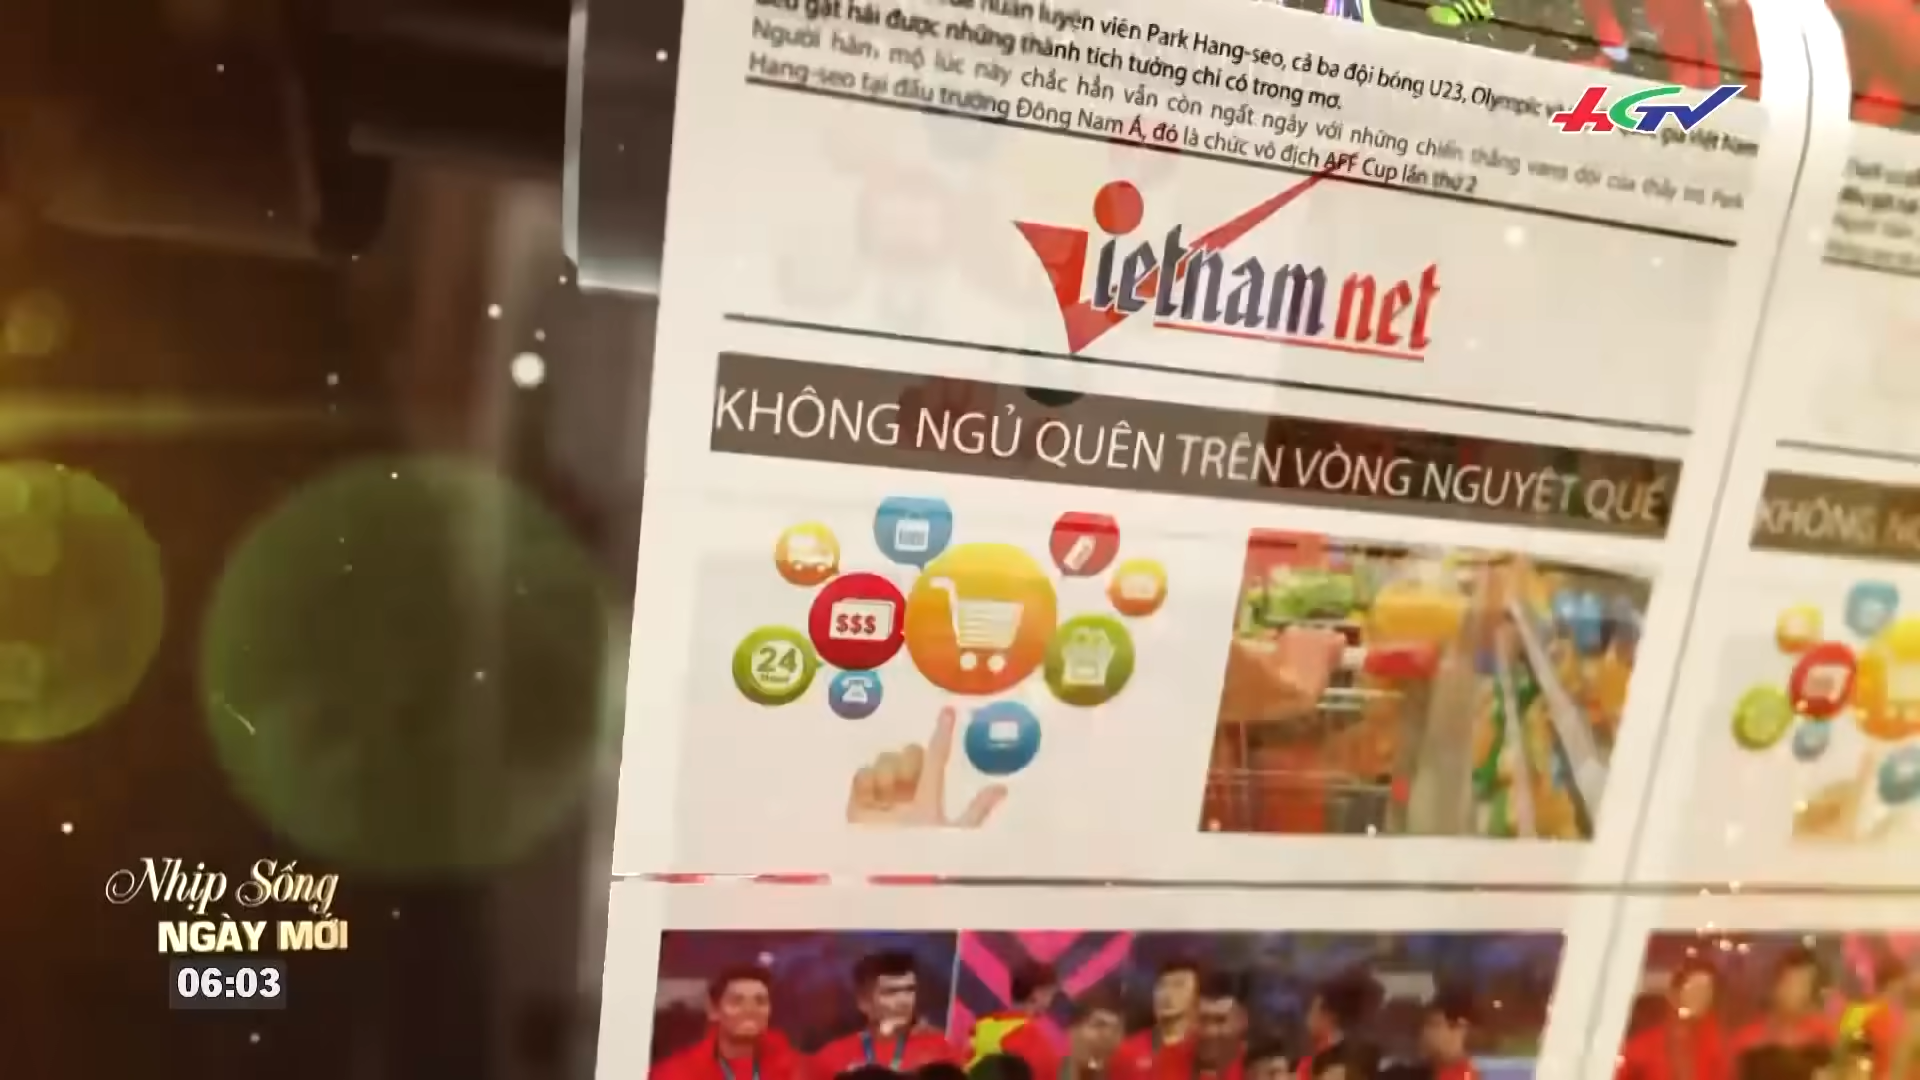 huấn luyện viên Park Hang-seo, cả ba đội bóng U23, Olympic
gặt hái được những thành tích tưởng chỉ có trong mơ.
Người hâm mộ lúc này chắc hẳn vẫn còn ngất ngây với những chiến thắng vang dội của thầy trò Park
Hang-seo tại đấu trường Đông Nam Á, đó là chức vô địch AFF Cup lần thứ 2
HGTV
Vietnamnet
KHÔNG NGỦ QUÊN TRÊN VÒNG NGUYỆT QUẾ
KHÔNG
$$$
24
Nhịp Sống
NGÀY MỚI
06:03